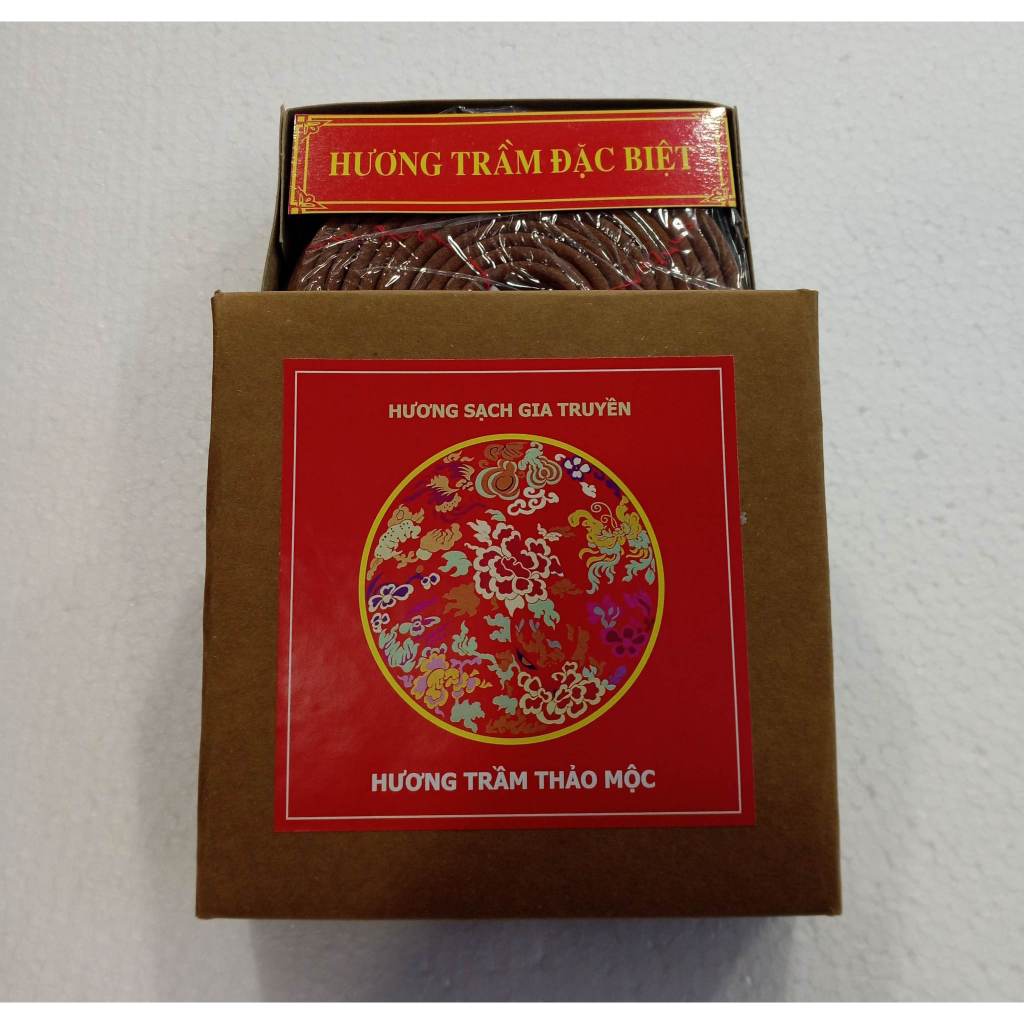 HƯƠNG TRẦM ĐẶC BIỆT
HƯƠNG SẠCH GIA TRUYỀN
HƯƠNG TRẦM THẢO MỘC